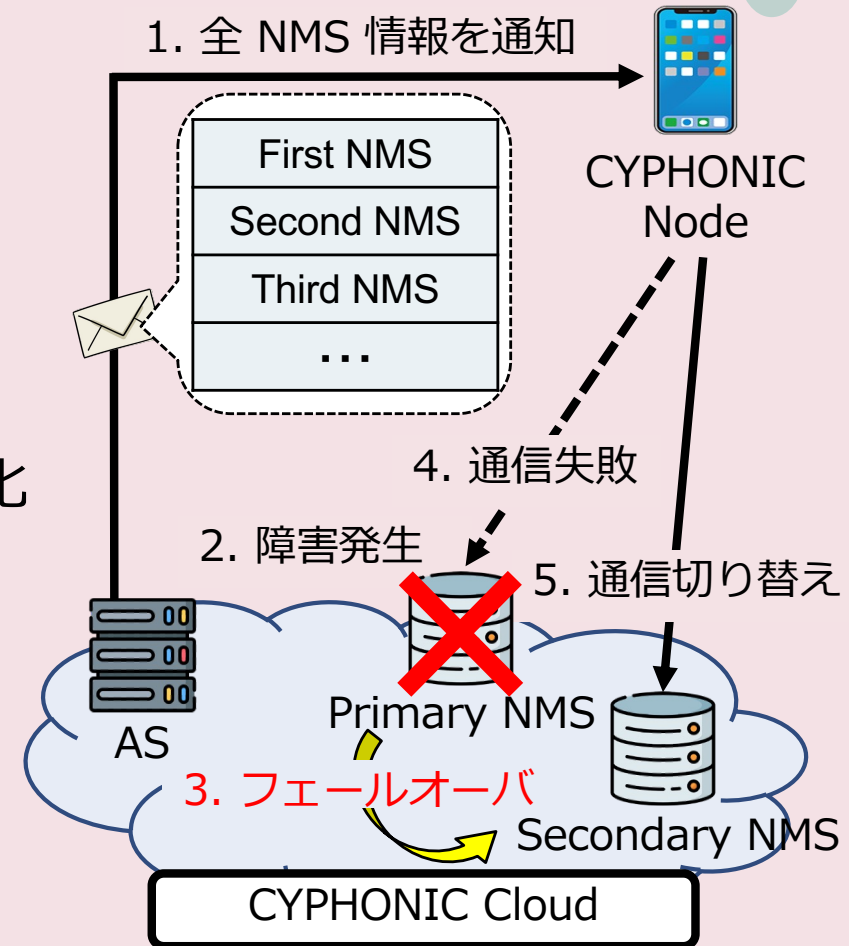 1. 全 NMS 情報を通知
First NMS
Second NMS
Third NMS
...
CYPHONIC
Node
化
4. 通信失敗
2. 障害発生
5. 通信切り替え
Primary NMS
AS
3. フェールオーバ
Secondary NMS
CYPHONIC Cloud